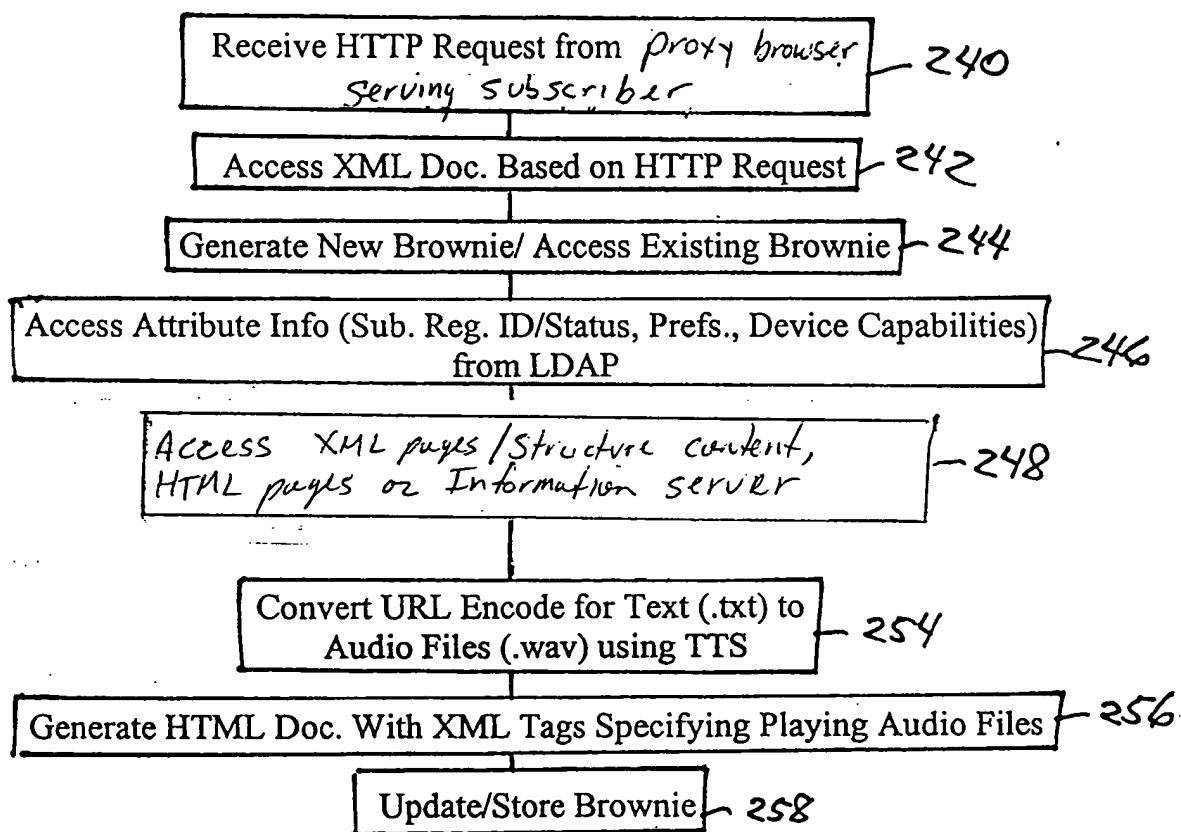 Receive HTTP Request from proxy browser
serving subscriber
240
Access XML Doc. Based on HTTP Request
242
Generate New Brownie/ Access Existing Brownie
244
Access Attribute Info (Sub. Reg. ID/Status, Prefs., Device Capabilities)
from LDAP
246
Access XML pages/Structure content,
HTML pages or Information server
248
Convert URL Encode for Text (.txt) to
Audio Files (.wav) using TTS
254
Generate HTML Doc. With XML Tags Specifying Playing Audio Files
256
Update/Store Brownie
258